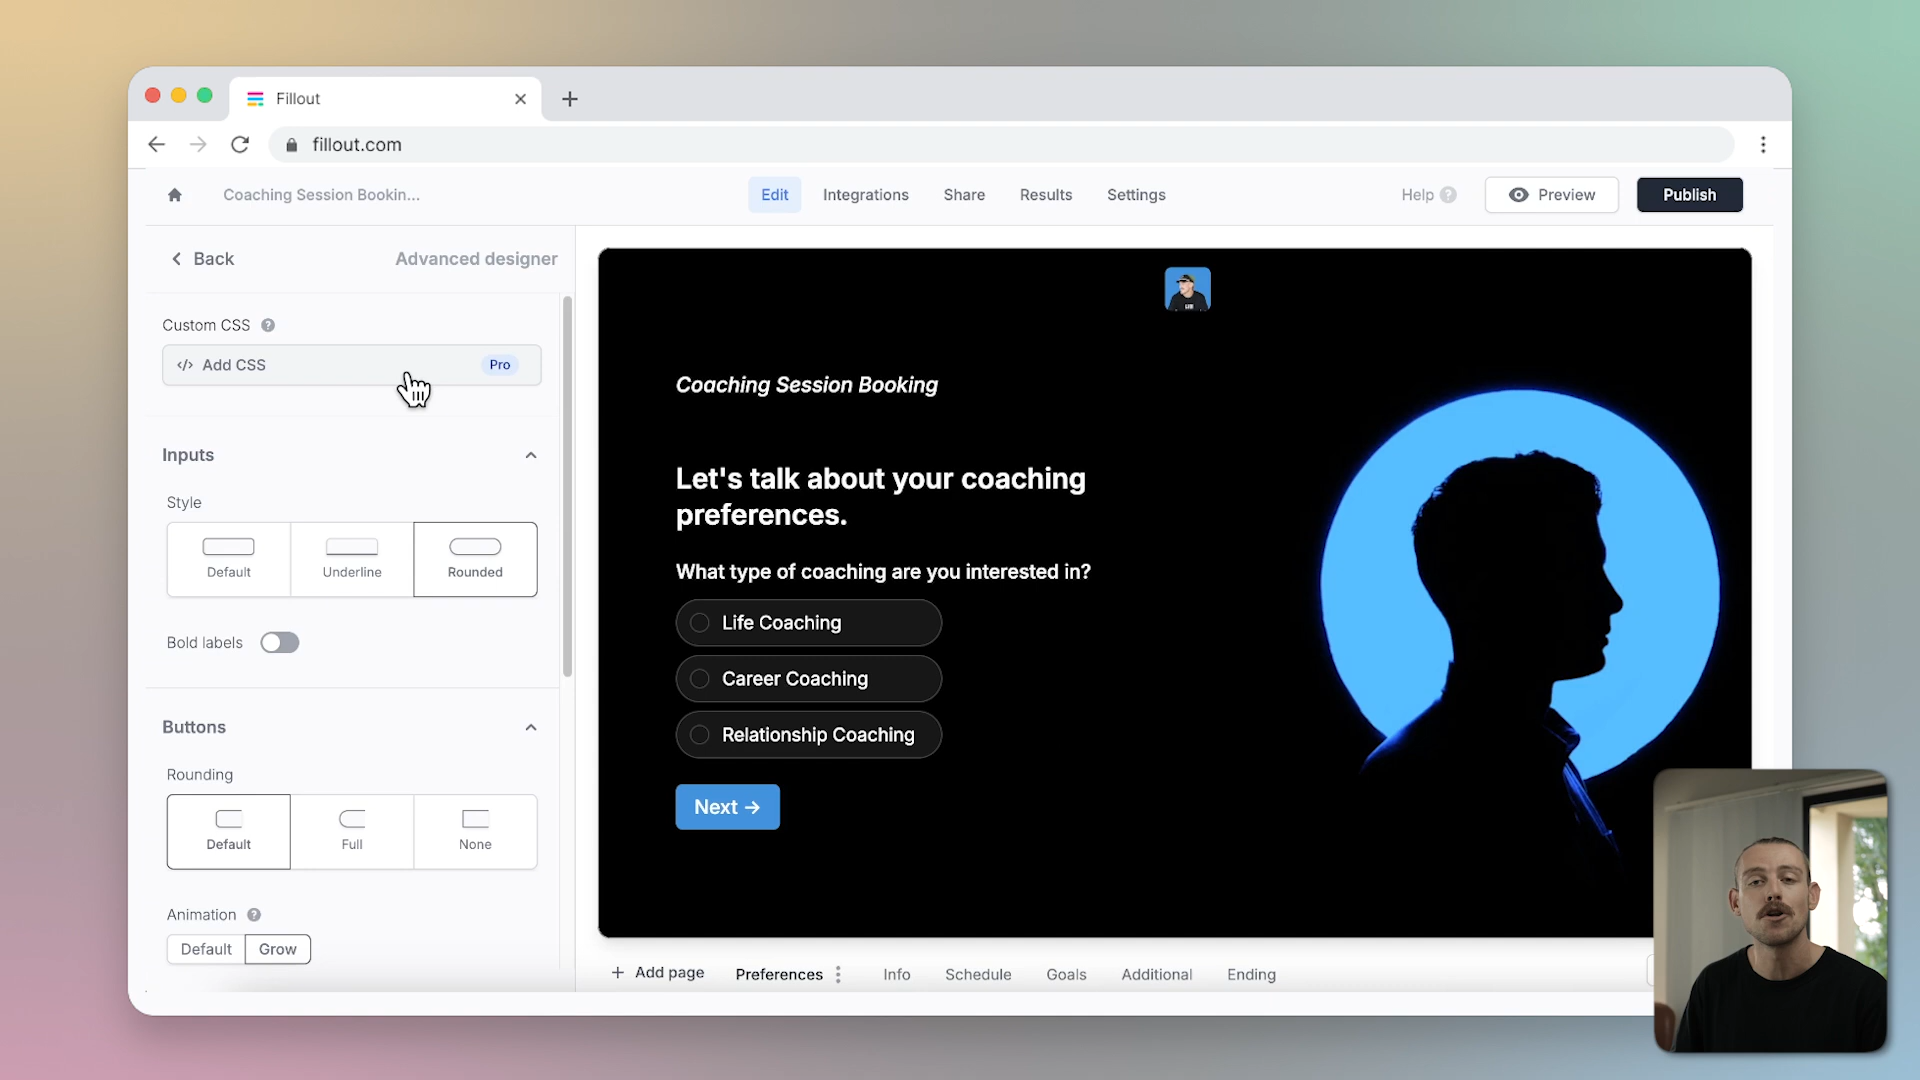 Fillout
fillout.com
Coaching Session Bookin...
Edit
Integrations
Share
Results
Settings
Help
Preview
Publish
Back
Advanced designer
Custom CSS
</> Add CSS
Pro
Inputs
Style
Default
Underline
Rounded
Bold labels
Buttons
Rounding
Default
Full
None
Animation
Default
Grow
Coaching Session Booking
Let's talk about your coaching
preferences.
What type of coaching are you interested in?
Life Coaching
Career Coaching
Relationship Coaching
Next →
+ Add page
Preferences
Info
Schedule
Goals
Additional
Ending